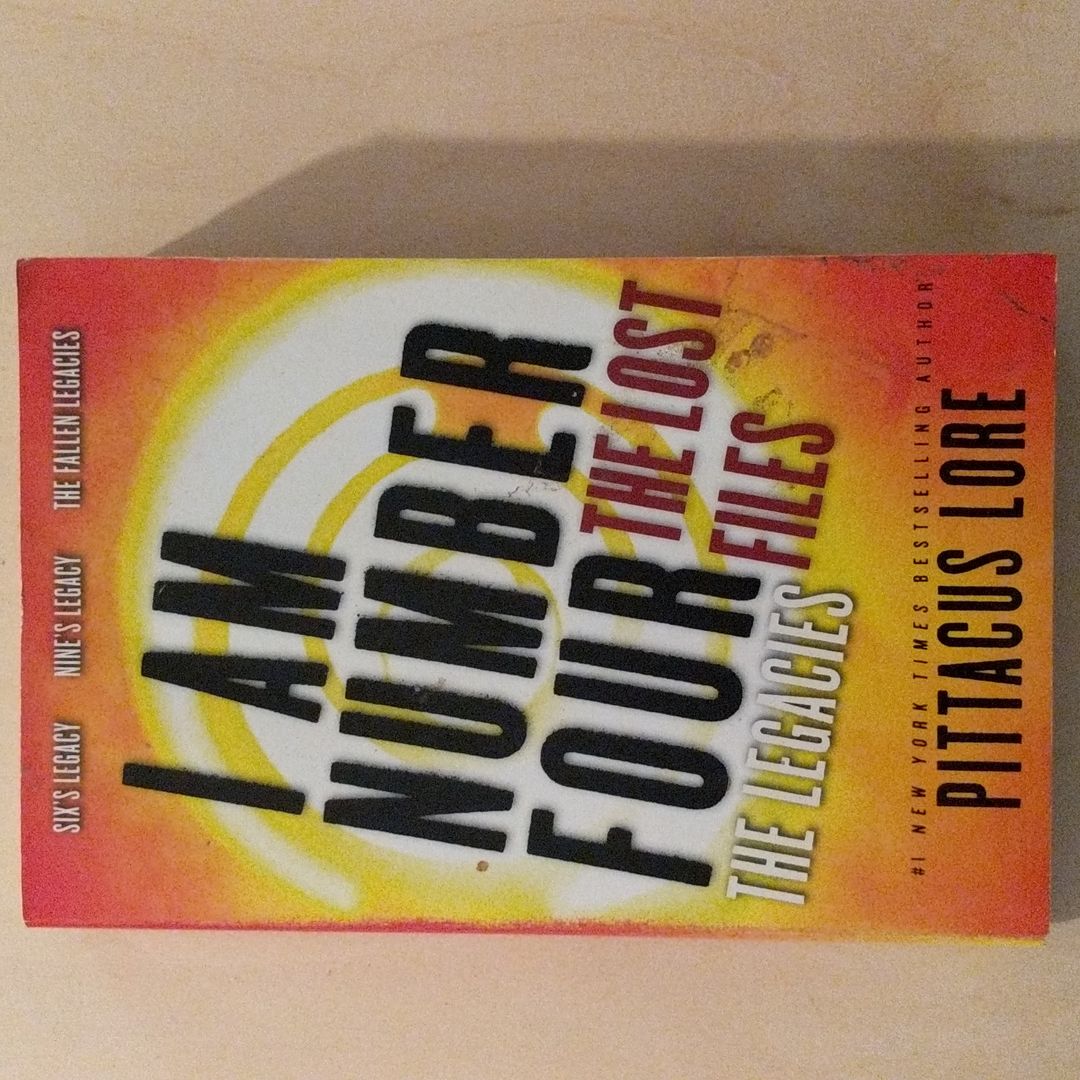 SIX'S LEGACY NINE'S LEGACY THE FALLEN LEGACIES
I AM
NUMBER
FOUR
THE LOST
FILES
THE LEGACIES
#1 NEW YORK TIMES BESTSELLING AUTHOR
PITTACUS LORE